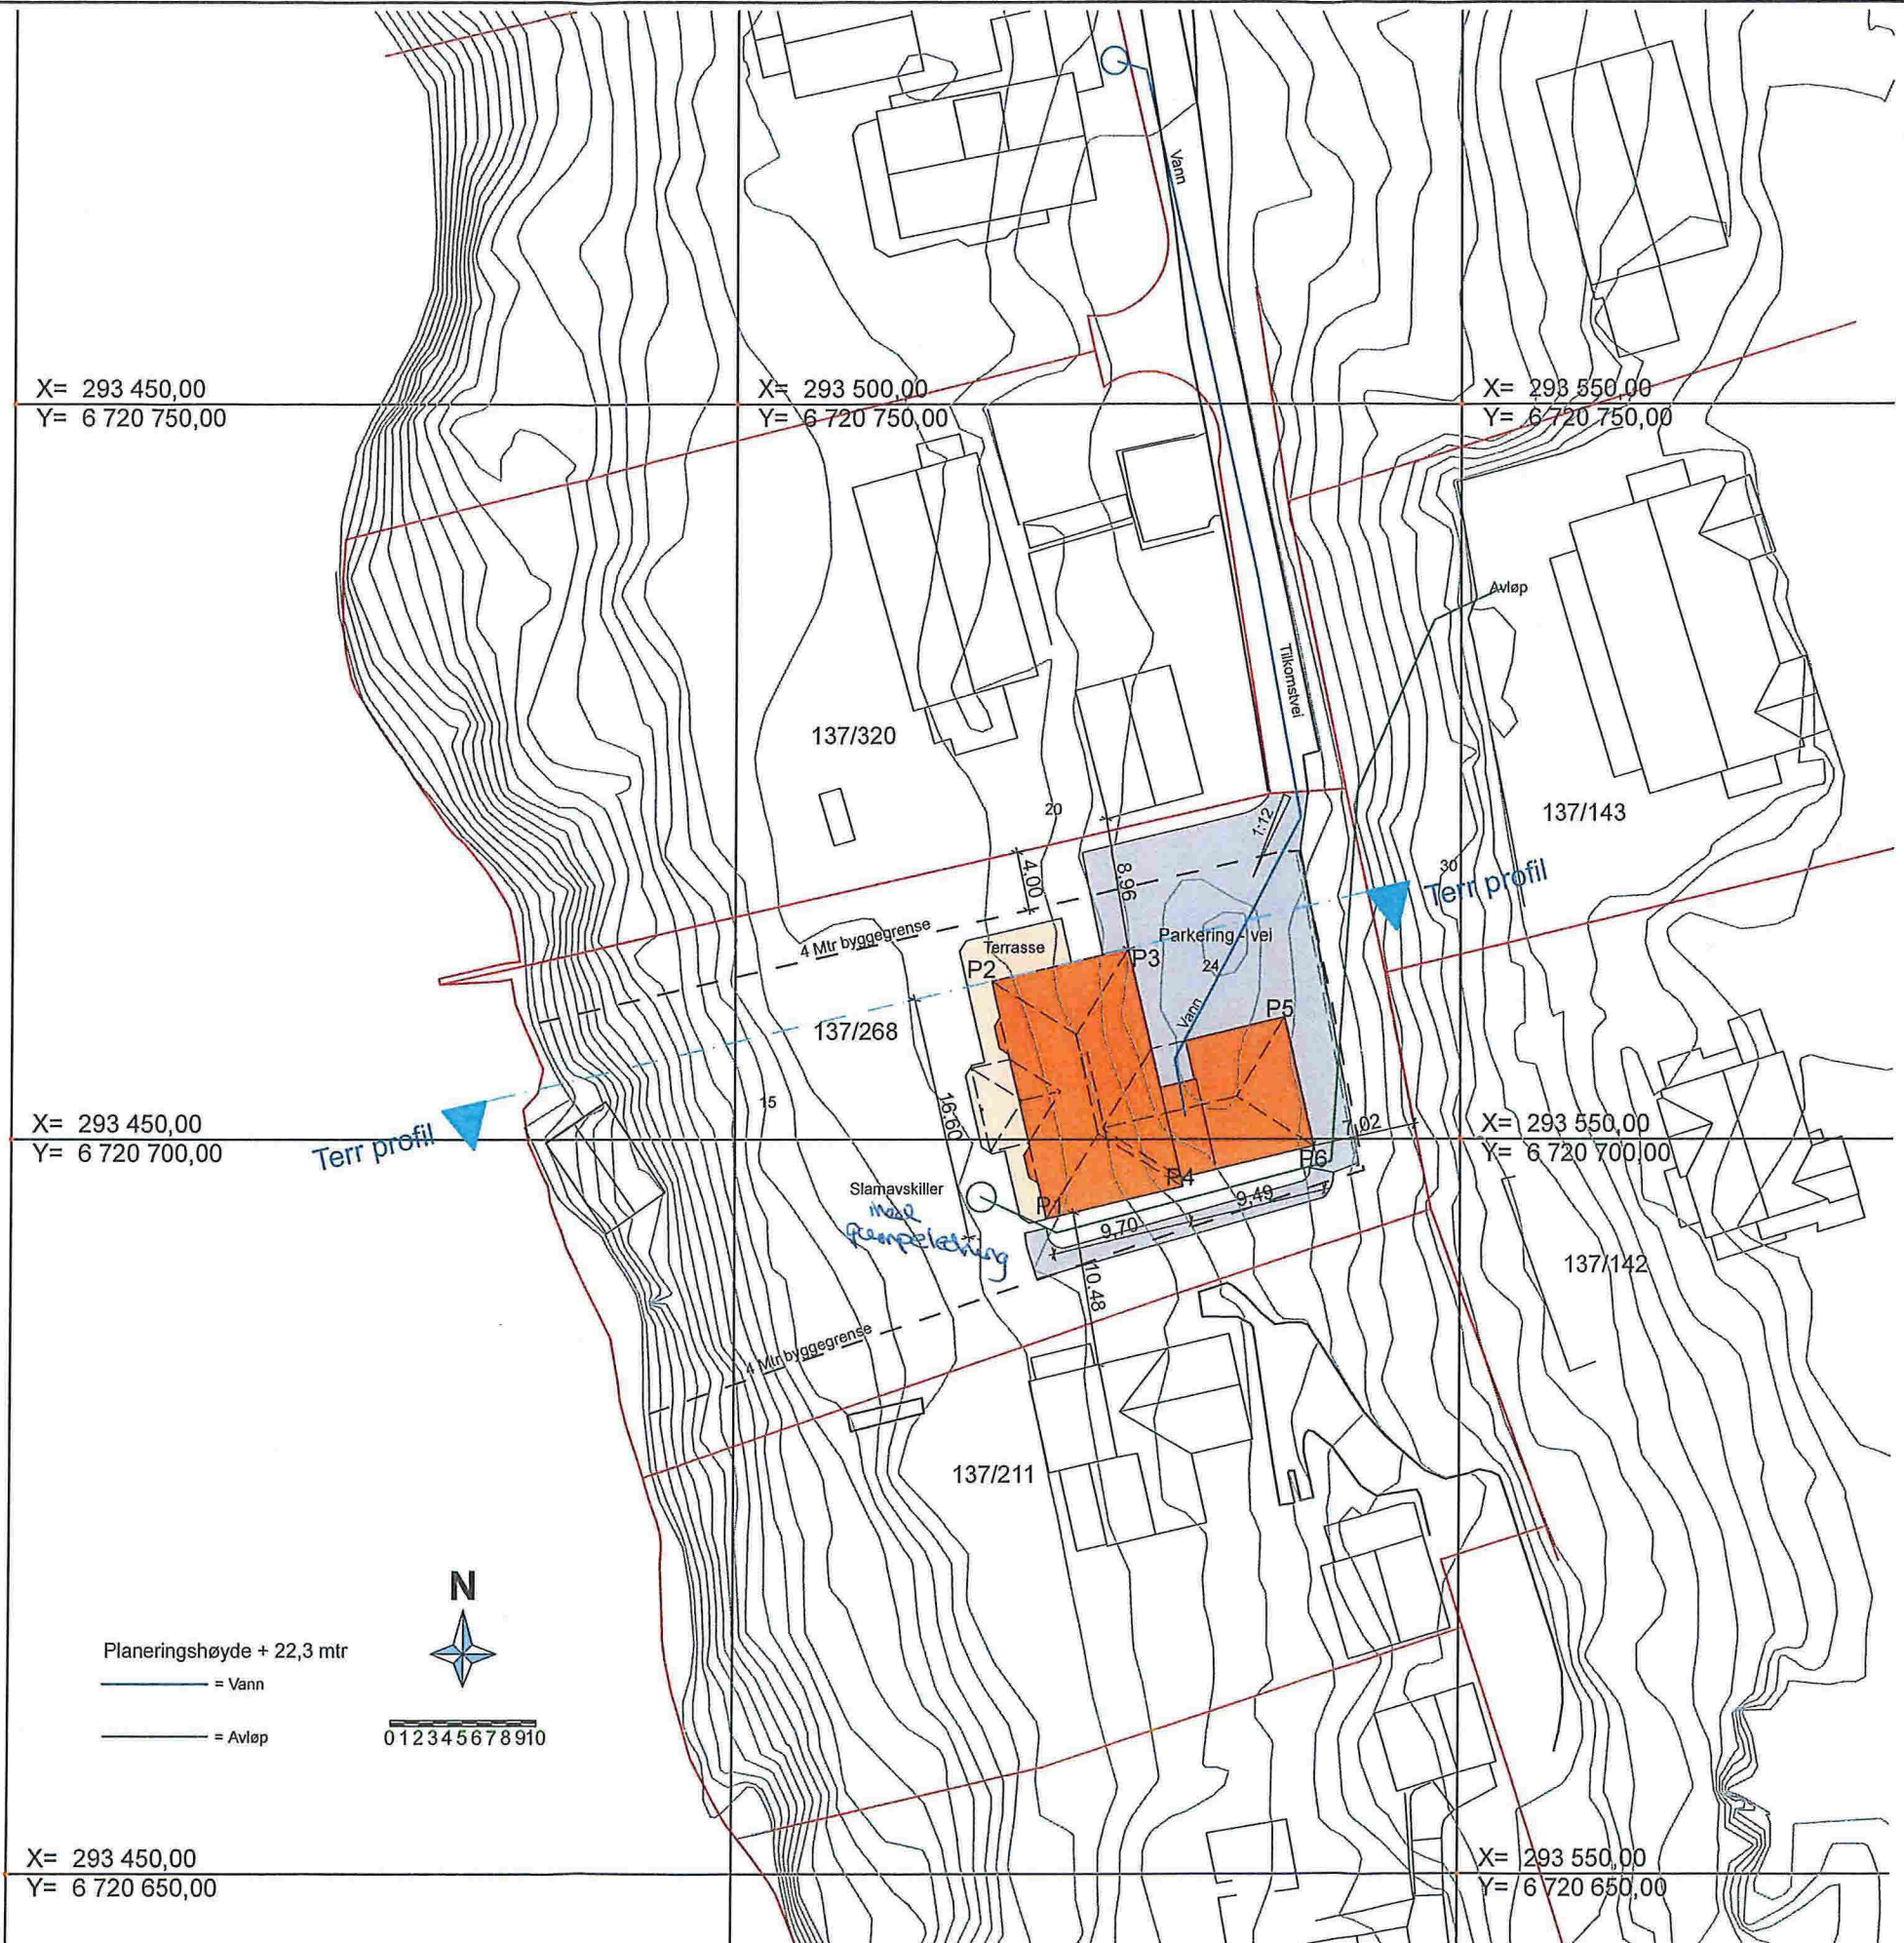 Vann
X= 293 450,00
Y= 6 720 750,00
X= 293 500,00
Y= 6 720 750,00
X= 293 550,00
Y= 6 720 750,00
Avløp
Tilkomstvei
137/320
20
1:12
137/143
4.00
8.96
30
Terr profil
4 Mtr byggegrense
Terrasse
Parkering - vei
P2
P3
24
137/268
Vann
P5
15
16.60
Terr profil
X= 293 450,00
Y= 6 720 700,00
7,02
X= 293 550,00
Y= 6 720 700,00
P6
Slamavskiller
med
pumpeledning
P1
P4
9,70
9,49
10.48
137/142
4 Mtr byggegrense
137/211
N
Planeringshøyde + 22,3 mtr
= Vann
= Avløp
0 1 2 3 4 5 6 7 8 9 10
X= 293 450,00
Y= 6 720 650,00
X= 293 550,00
Y= 6 720 650,00